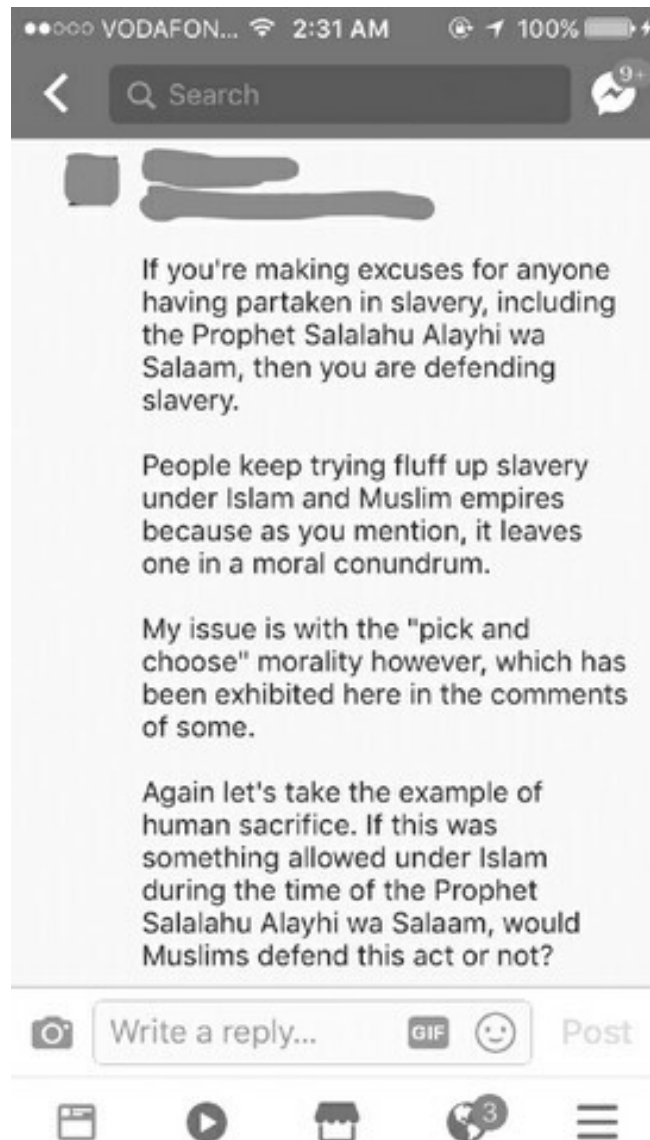 VODAFON... 2:31 AM 100%
Search
9+
If you're making excuses for anyone
having partaken in slavery, including
the Prophet Salalahu Alayhi wa
Salaam, then you are defending
slavery.
People keep trying fluff up slavery
under Islam and Muslim empires
because as you mention, it leaves
one in a moral conundrum.
My issue is with the "pick and
choose" morality however, which has
been exhibited here in the comments
of some.
Again let's take the example of
human sacrifice. If this was
something allowed under Islam
during the time of the Prophet
Salalahu Alayhi wa Salaam, would
Muslims defend this act or not?
Write a reply... GIF Post
3